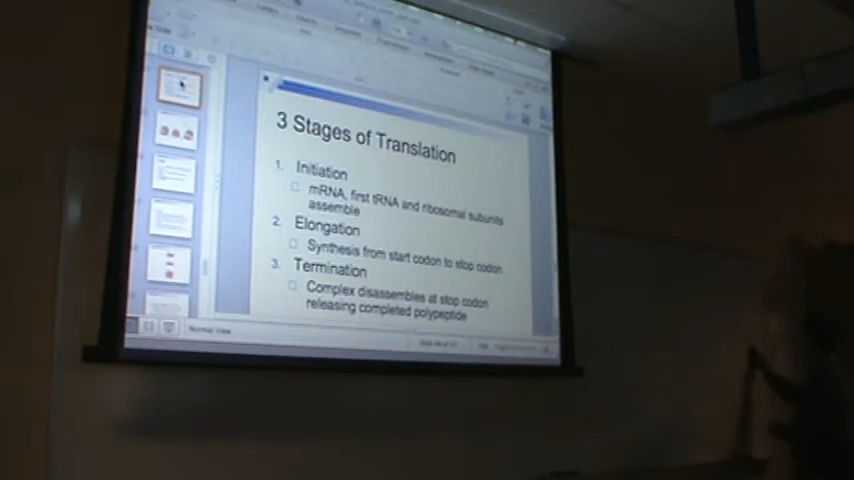 3 Stages of Translation
1. Initiation
mRNA, first tRNA and ribosomal subunits
assemble
2. Elongation
Synthesis from start codon to stop codon
3. Termination
Complex disassembles at stop codon
releasing completed polypeptide
Normal View